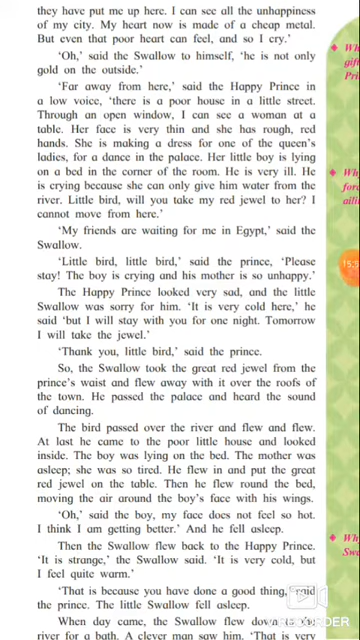 they have put me up here. I can see all the unhappiness
of my city. My heart now is made of a cheap metal.
But even that poor heart can feel, and so I cry.'
'Oh,' said the Swallow to himself, 'he is not only
gold on the outside.'
'Far away from here,' said the Happy Prince in
a low voice, 'there is a poor house in a little street.
Through an open window, I can see a woman at a
table. Her face is very thin and she has rough, red
hands. She is making a dress for one of the queen's
ladies, for a dance in the palace. Her little boy is lying
on a bed in the corner of the room. He is very ill. He
is crying because she can only give him water from the
river. Little bird, will you take my red jewel to her? I
cannot move from here.'
'My friends are waiting for me in Egypt,' said the
Swallow.
'Little bird, little bird,' said the prince, 'Please
stay! The boy is crying and his mother is so unhappy.'
The Happy Prince looked very sad, and the little
Swallow was sorry for him. 'It is very cold here,' he
said 'but I will stay with you for one night. Tomorrow
I will take the jewel.'
'Thank you, little bird,' said the prince.
So, the Swallow took the great red jewel from the
prince's waist and flew away with it over the roofs of
the town. He passed the palace and heard the sound
of dancing.
The bird passed over the river and flew and flew.
At last he came to the poor little house and looked
inside. The boy was lying on the bed. The mother was
asleep; she was so tired. He flew in and put the great
red jewel on the table. Then he flew round the bed,
moving the air around the boy's face with his wings.
'Oh,' said the boy, my face does not feel so hot.
I think I am getting better.' And he fell asleep.
Then the Swallow flew back to the Happy Prince.
'It is strange,' the Swallow said. 'It is very cold, but
I feel quite warm.'
'That is because you have done a good thing,' said
the prince. The little Swallow fell asleep.
When day came, the Swallow flew down to the
river for a bath. A clever man saw him. 'That is very
Wh
gift
Pri
Why
for
aili
15:5
Why
Swa
VIDEO
RECORDER